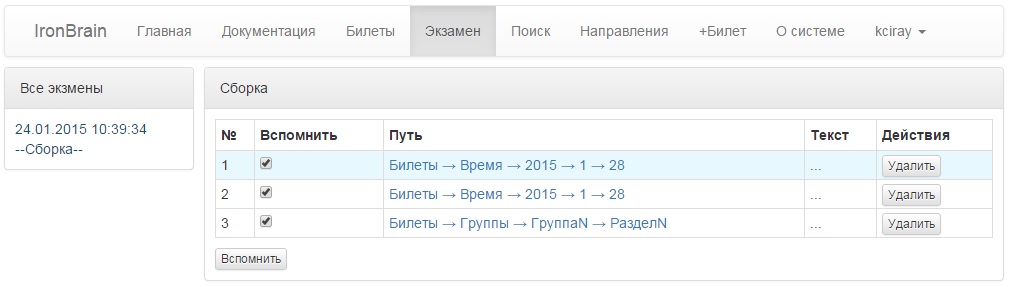 IronBrain Главная Документация Билеты Экзамен Поиск Направления +Билет О системе kciray
Все экзмены
24.01.2015 10:39:34
--Сборка--
Сборка
№ Вспомнить Путь Текст Действия
1 Билеты → Время → 2015 → 1 → 28 ... Удалить
2 Билеты → Время → 2015 → 1 → 28 ... Удалить
3 Билеты → Группы → ГруппаN → РазделN ... Удалить
Вспомнить